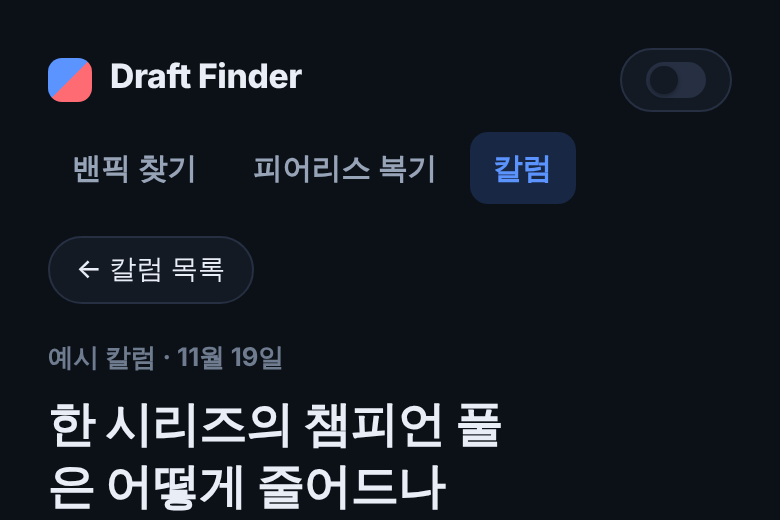 Draft Finder
밴픽 찾기 피어리스 복기 칼럼
← 칼럼 목록
예시 칼럼 · 11월 19일
한 시리즈의 챔피언 풀
은 어떻게 줄어드나